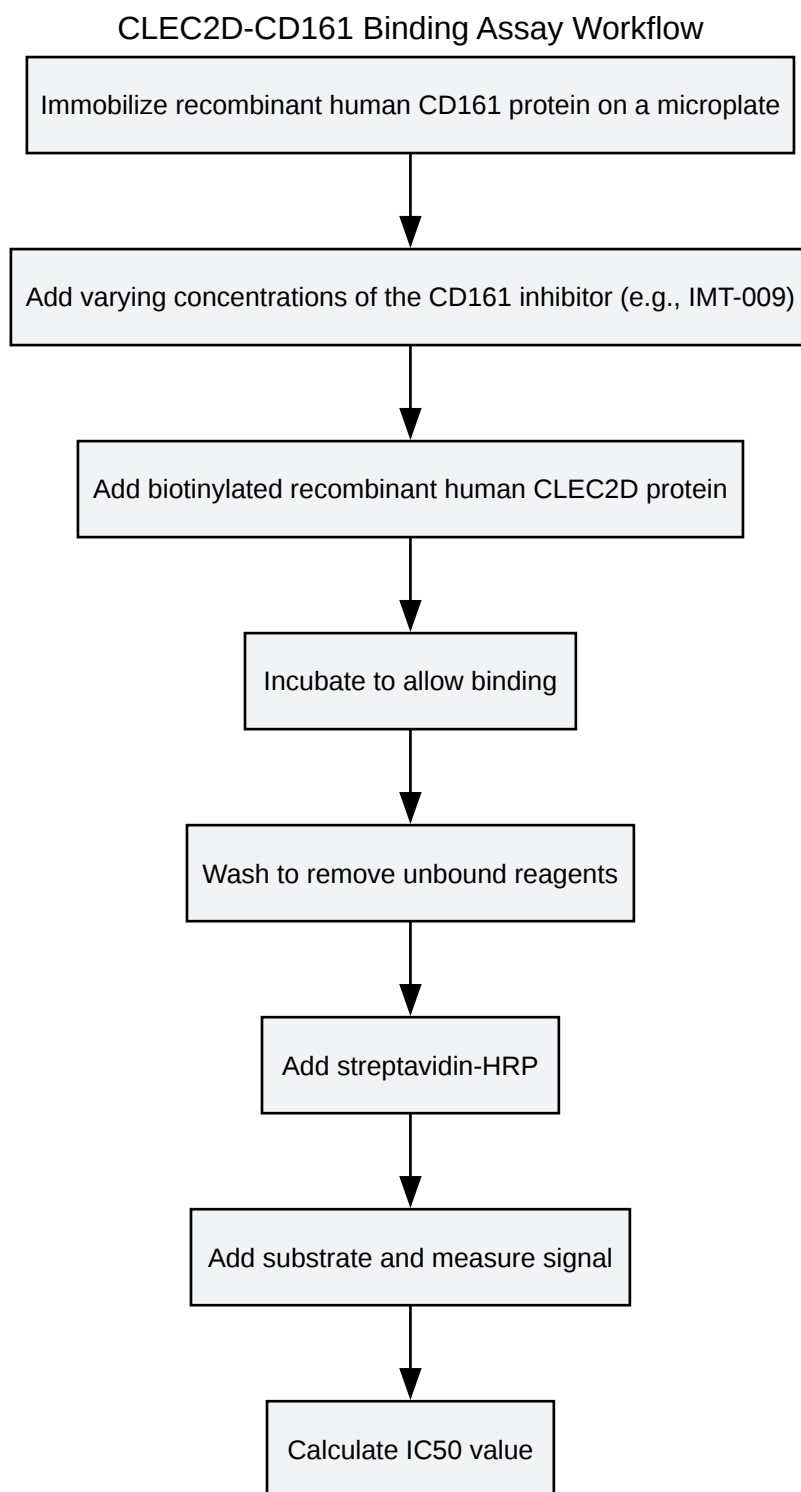 CLEC2D-CD161 Binding Assay Workflow
Immobilize recombinant human CD161 protein on a microplate
Add varying concentrations of the CD161 inhibitor (e.g., IMT-009)
Add biotinylated recombinant human CLEC2D protein
Incubate to allow binding
Wash to remove unbound reagents
Add streptavidin-HRP
Add substrate and measure signal
Calculate IC50 value